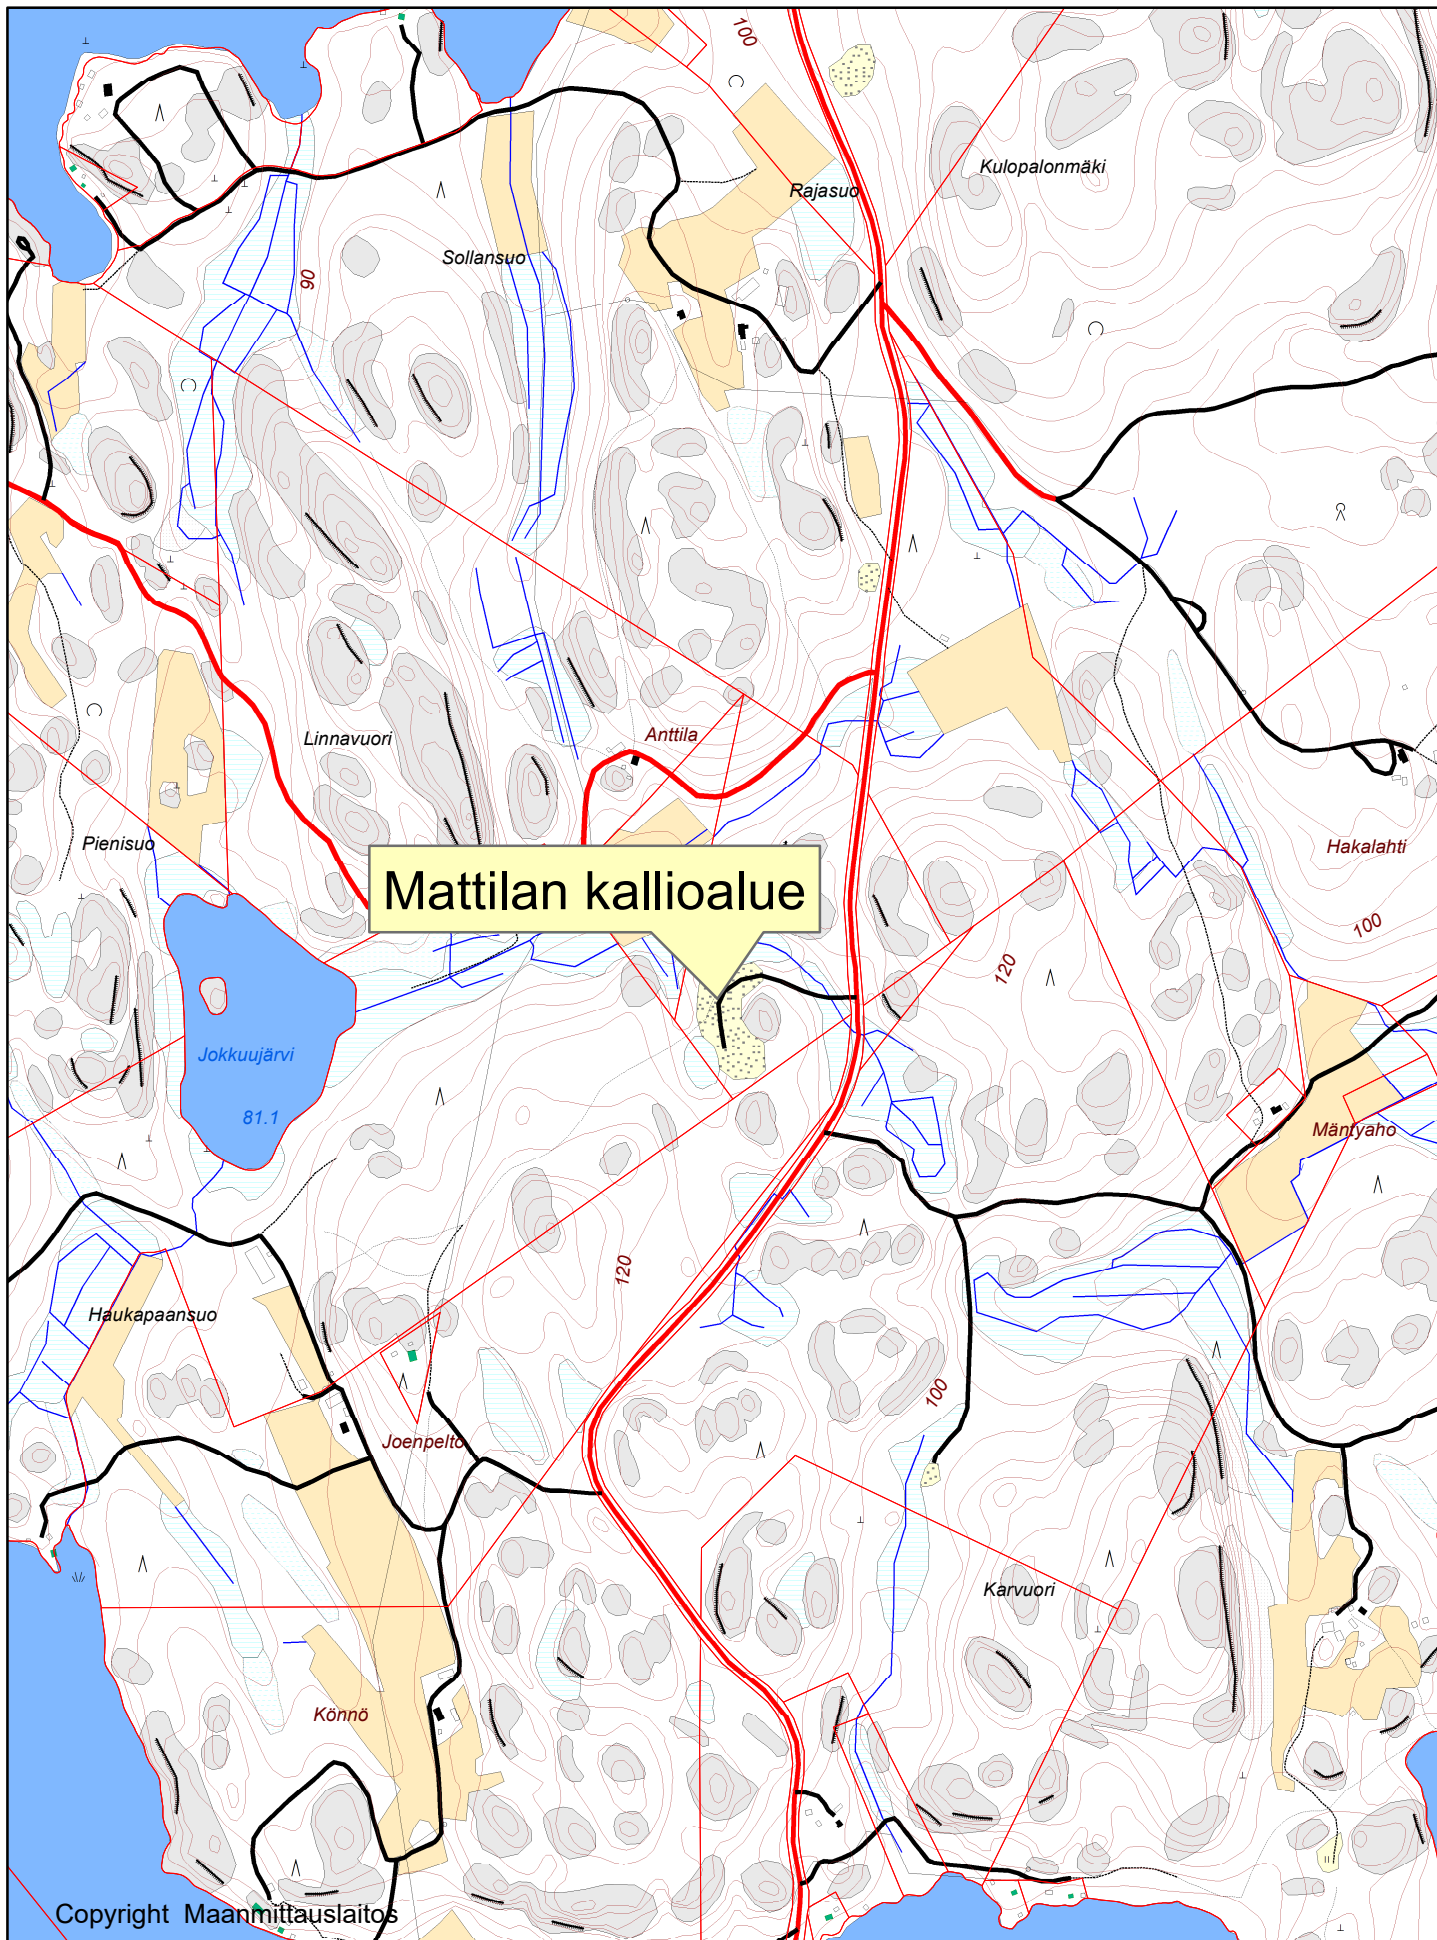 100
Kulopalonmäki
Rajasuo
Sollansuo
90
Linnavuori
Anttila
Pienisuo
Hakalahti
Mattilan kallioalue
100
120
Jokkuujärvi
81.1
Mäntyaho
120
Haukapaansuo
100
Joenpelto
Karvuori
Könnö
Copyright Maanmittauslaitos